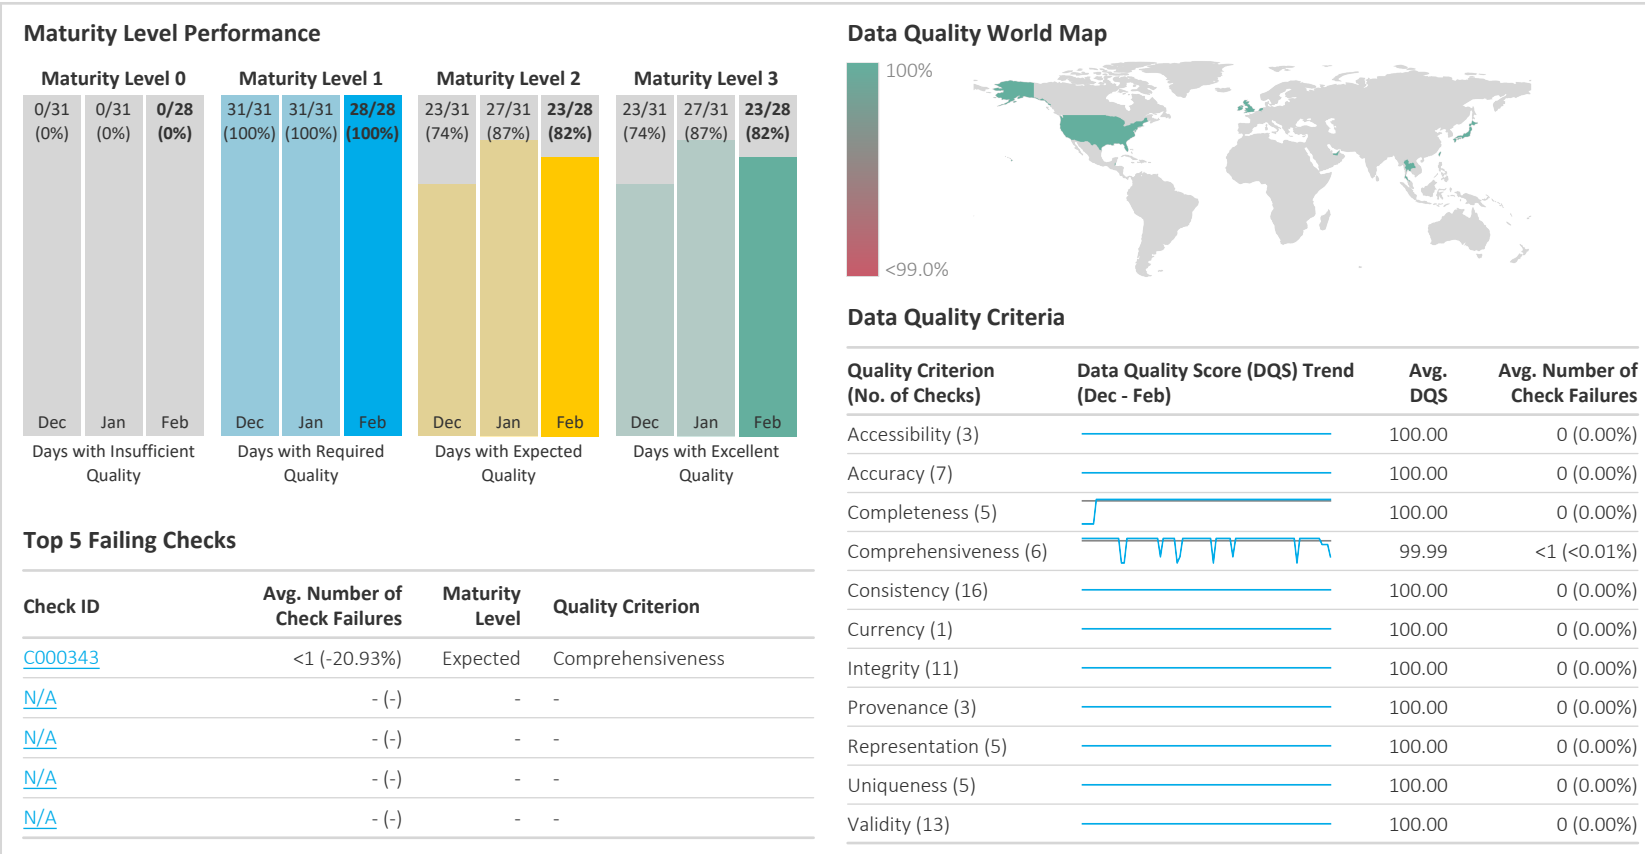 Maturity Level Performance
Maturity Level 0
Maturity Level 1
Maturity Level 2
Maturity Level 3
0/31 0/31 0/28
(0%) (0%) (0%)
31/31 31/31 28/28
(100%) (100%) (100%)
23/31 27/31 23/28
(74%) (87%) (82%)
23/31 27/31 23/28
(74%) (87%) (82%)
Dec Jan Feb
Dec Jan Feb
Dec Jan Feb
Dec Jan Feb
Days with Insufficient
Quality
Days with Required
Quality
Days with Expected
Quality
Days with Excellent
Quality
Top 5 Failing Checks
Check ID
Avg. Number of
Check Failures
Maturity
Level
Quality Criterion
C000343 <1 (-20.93%) Expected Comprehensiveness
N/A - (-) - -
N/A - (-) - -
N/A - (-) - -
N/A - (-) - -
Data Quality World Map
100%
<99.0%
Data Quality Criteria
Quality Criterion
(No. of Checks)
Data Quality Score (DQS) Trend
(Dec - Feb)
Avg.
DQS
Avg. Number of
Check Failures
Accessibility (3) 100.00 0 (0.00%)
Accuracy (7) 100.00 0 (0.00%)
Completeness (5) 100.00 0 (0.00%)
Comprehensiveness (6) 99.99 <1 (<0.01%)
Consistency (16) 100.00 0 (0.00%)
Currency (1) 100.00 0 (0.00%)
Integrity (11) 100.00 0 (0.00%)
Provenance (3) 100.00 0 (0.00%)
Representation (5) 100.00 0 (0.00%)
Uniqueness (5) 100.00 0 (0.00%)
Validity (13) 100.00 0 (0.00%)